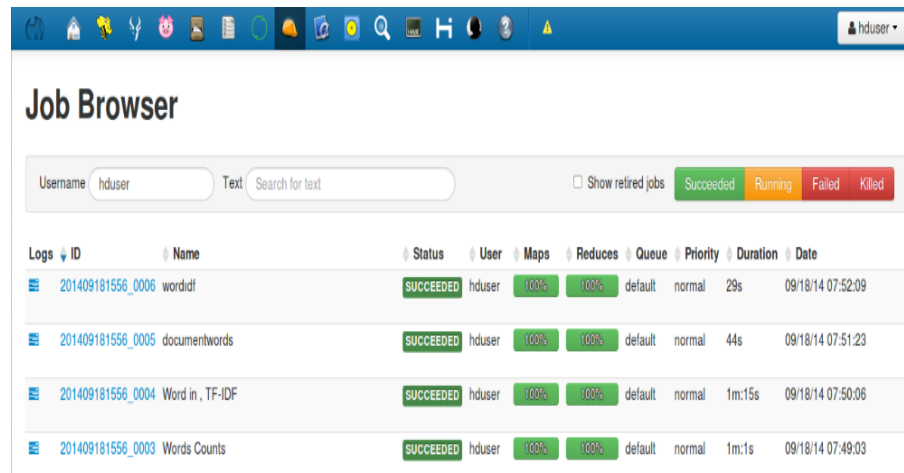 hduser
Job Browser
Username hduser Text Search for text Show retired jobs Succeeded Running Failed Killed
Logs ID Name Status User Maps Reduces Queue Priority Duration Date
201409181556_0006 wordidf SUCCEEDED hduser 100% 100% default normal 29s 09/18/14 07:52:09
201409181556_0005 documentwords SUCCEEDED hduser 100% 100% default normal 44s 09/18/14 07:51:23
201409181556_0004 Word in , TF-IDF SUCCEEDED hduser 100% 100% default normal 1m:15s 09/18/14 07:50:06
201409181556_0003 Words Counts SUCCEEDED hduser 100% 100% default normal 1m:1s 09/18/14 07:49:03